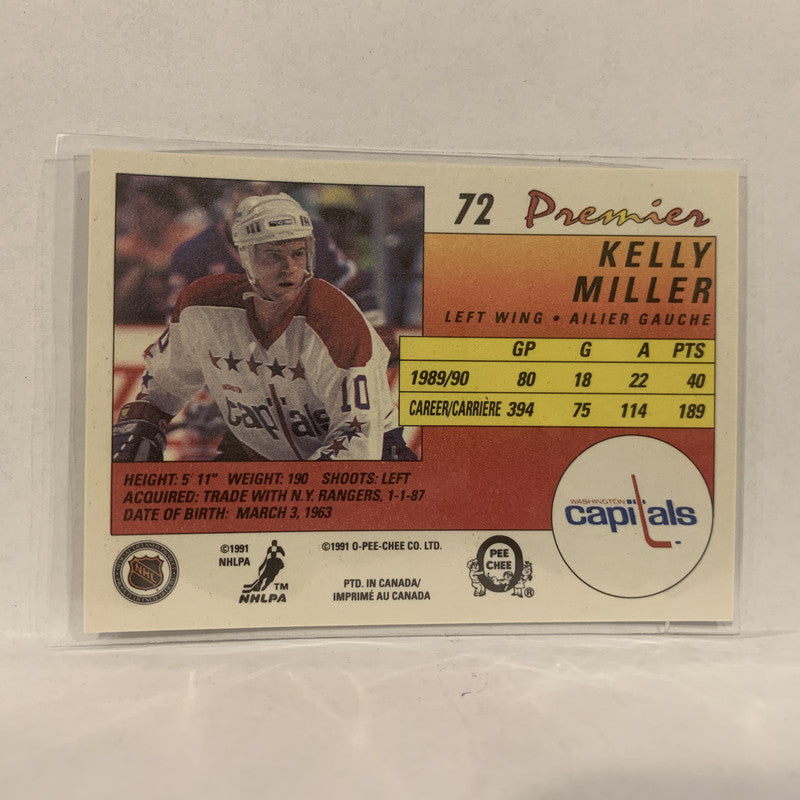 72 Premier
KELLY
MILLER
LEFT WING • AILIER GAUCHE
GP G A PTS
1989/90 80 18 22 40
CAREER/CARRIÈRE 394 75 114 189
capitals 10
HEIGHT: 5' 11" WEIGHT: 190 SHOOTS: LEFT
ACQUIRED: TRADE WITH N.Y. RANGERS, 1-1-87
DATE OF BIRTH: MARCH 3, 1963
WASHINGTON
capitals
NHL
©1991
NHLPA
NHLPA ™
©1991 O-PEE-CHEE CO. LTD.
PTD. IN CANADA/
IMPRIMÉ AU CANADA
O
PEE
CHEE
®